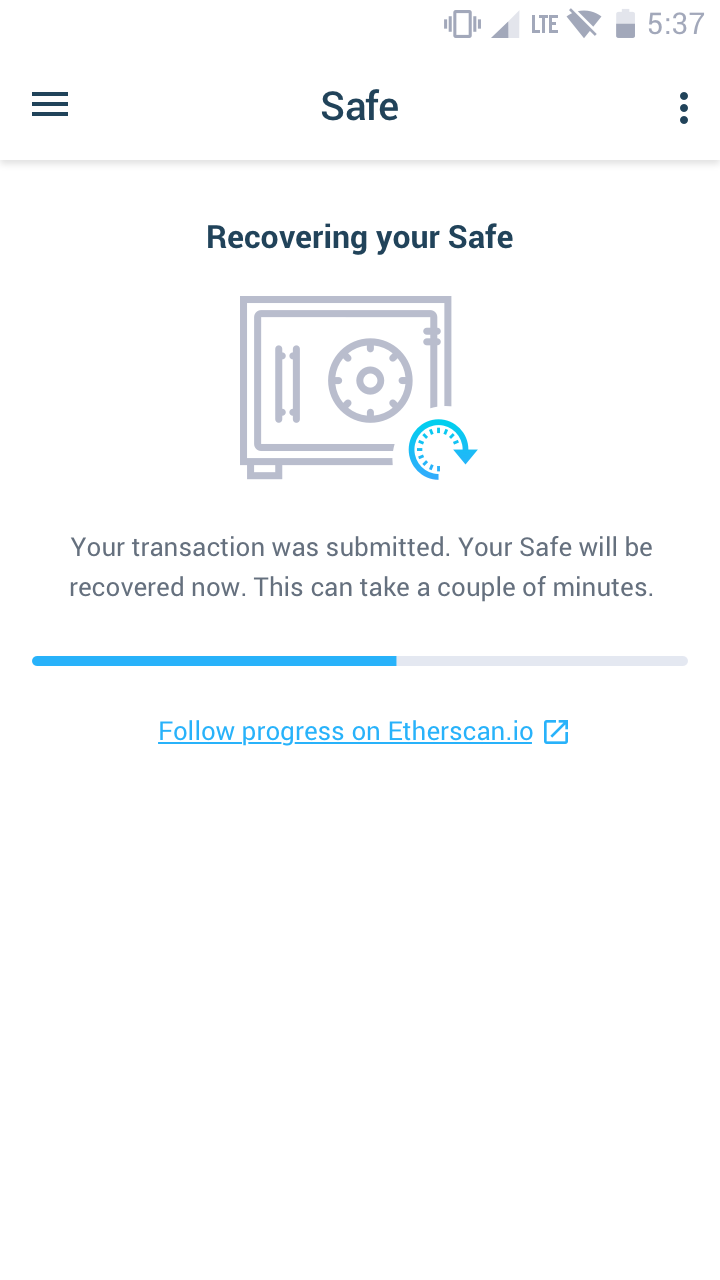 LTE 5:37
Safe
Recovering your Safe
Your transaction was submitted. Your Safe will be
recovered now. This can take a couple of minutes.
Follow progress on Etherscan.io